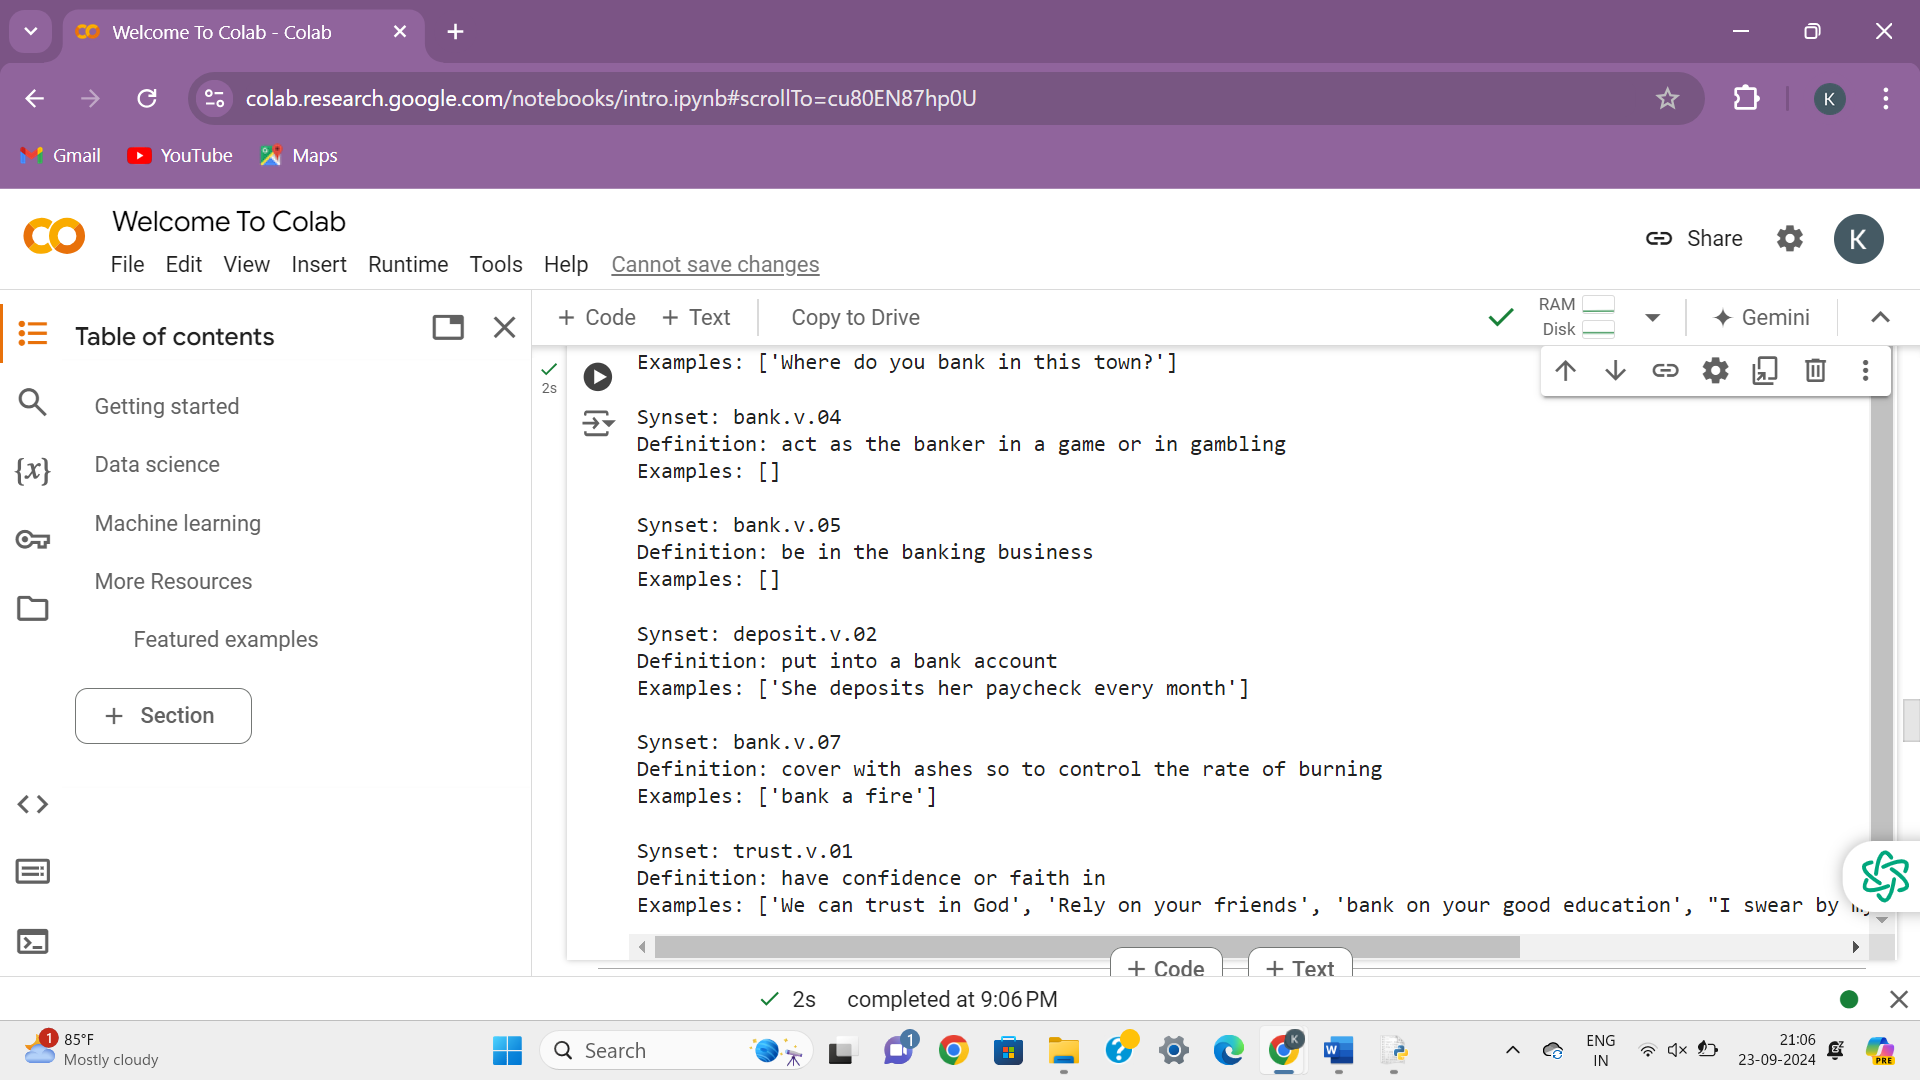 Welcome To Colab - Colab
colab.research.google.com/notebooks/intro.ipynb#scrollTo=cu80EN87hp0U
K
Gmail
YouTube
Maps
Welcome To Colab
File Edit View Insert Runtime Tools Help Cannot save changes
Share
K
Table of contents
Getting started
Data science
Machine learning
More Resources
Featured examples
+ Section
{x}
+ Code + Text
Copy to Drive
RAM
Disk
Gemini
2s
Examples: ['Where do you bank in this town?']
Synset: bank.v.04
Definition: act as the banker in a game or in gambling
Examples: []
Synset: bank.v.05
Definition: be in the banking business
Examples: []
Synset: deposit.v.02
Definition: put into a bank account
Examples: ['She deposits her paycheck every month']
Synset: bank.v.07
Definition: cover with ashes so to control the rate of burning
Examples: ['bank a fire']
Synset: trust.v.01
Definition: have confidence or faith in
Examples: ['We can trust in God', 'Rely on your friends', 'bank on your good education', "I swear by
+ Code + Text
2s completed at 9:06 PM
1
85°F
Mostly cloudy
Search
1
K
W
ENG
IN
21:06
23-09-2024
PRE